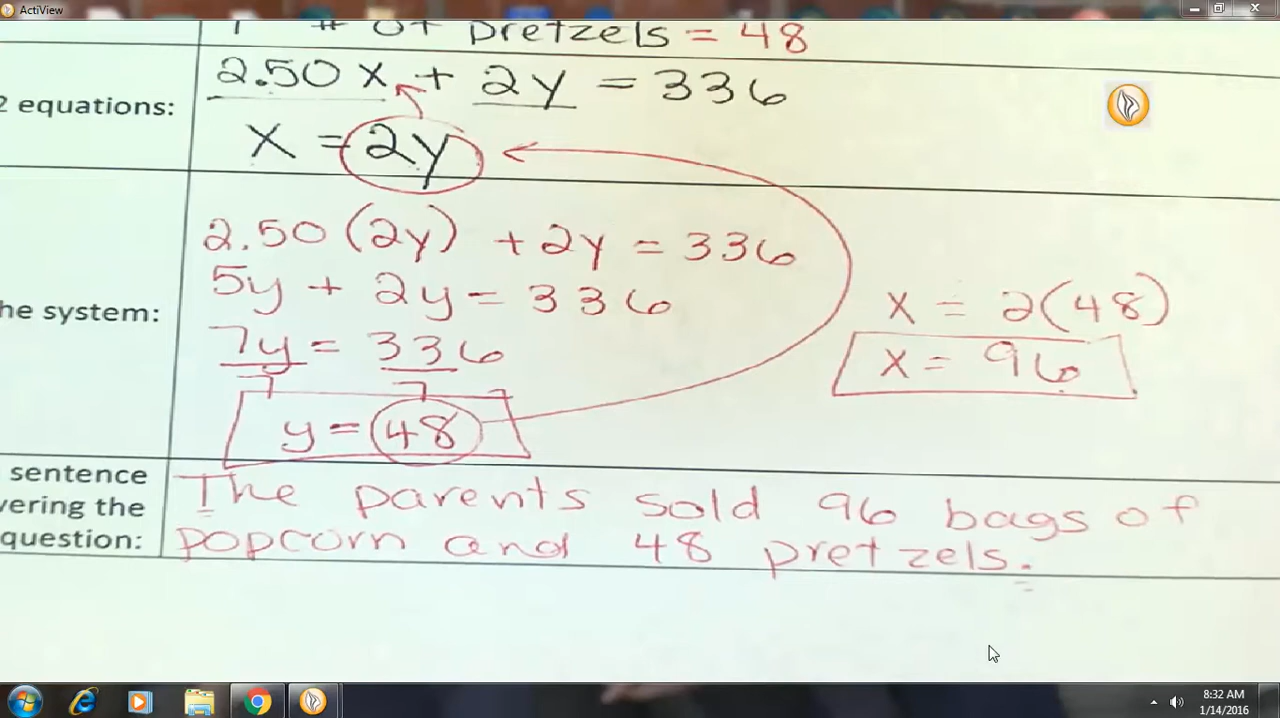 ActiView
# of pretzels = 48
2 equations:
2.50 x + 2y = 336
x = 2y
he system:
2.50 (2y) + 2y = 336
5y + 2y = 336
7y = 336
7 7
y = 48
x = 2(48)
x = 96
sentence
vering the
question:
The parents sold 96 bags of
popcorn and 48 pretzels.
8:32 AM
1/14/2016